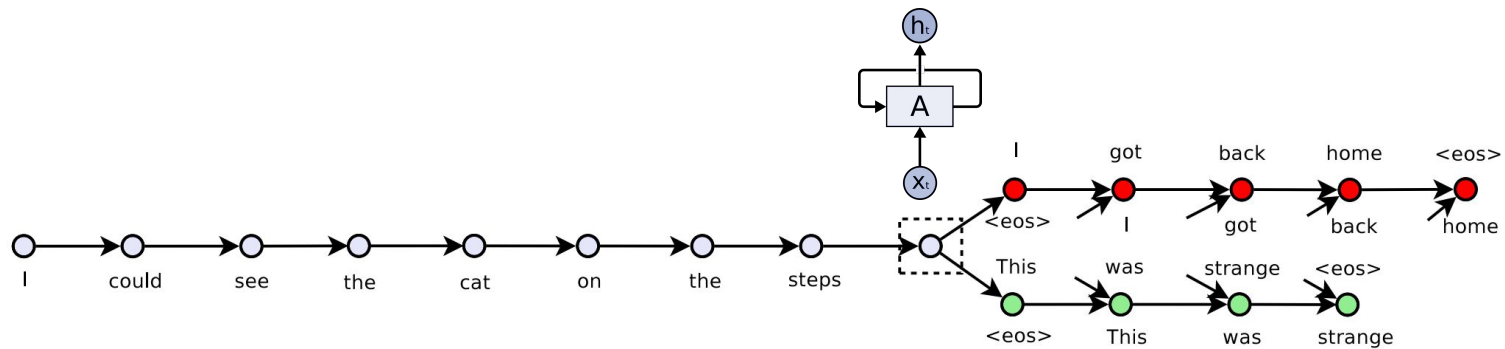 hₜ
A
xₜ
I got back home <eos>
<eos> I got back home
I could see the cat on the steps
This was strange <eos>
<eos> This was strange